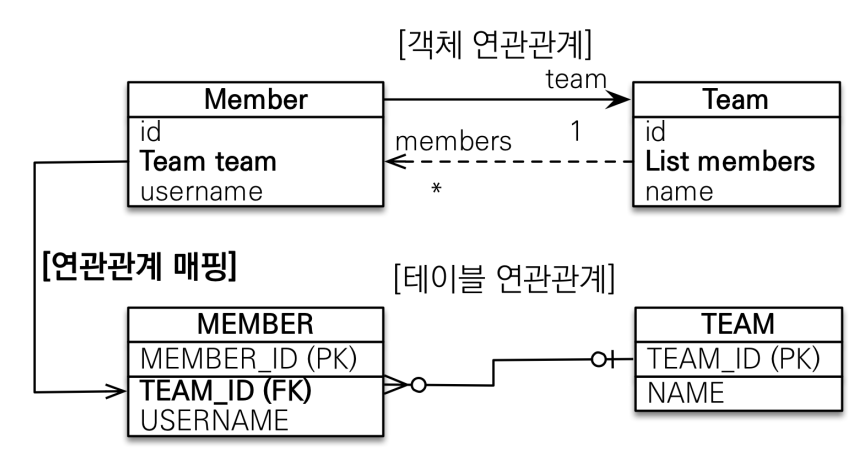 [객체 연관관계]
team
Member
Team
id
Team team
username
members
1
*
id
List members
name
[연관관계 매핑]
[테이블 연관관계]
MEMBER
MEMBER_ID (PK)
TEAM_ID (FK)
USERNAME
TEAM
TEAM_ID (PK)
NAME